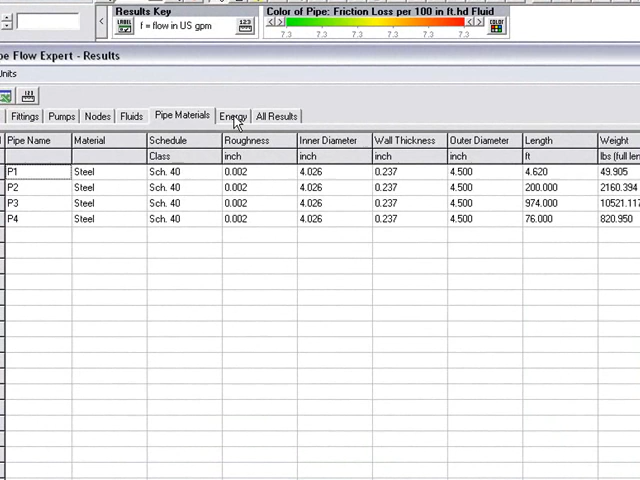 Results Key
Color of Pipe: Friction Loss per 100 in ft.hd Fluid
< LABEL f = flow in US gpm 123
COLOR
7.3 7.3 7.3 7.3 7.3
pe Flow Expert - Results
Units
Fittings Pumps Nodes Fluids Pipe Materials Energy All Results
Pipe Name Material Schedule Roughness Inner Diameter Wall Thickness Outer Diameter Length Weight
Class inch inch inch inch ft lbs (full len
P1 Steel Sch. 40 0.002 4.026 0.237 4.500 4.620 49.905
P2 Steel Sch. 40 0.002 4.026 0.237 4.500 200.000 2160.394
P3 Steel Sch. 40 0.002 4.026 0.237 4.500 974.000 10521.117
P4 Steel Sch. 40 0.002 4.026 0.237 4.500 76.000 820.950